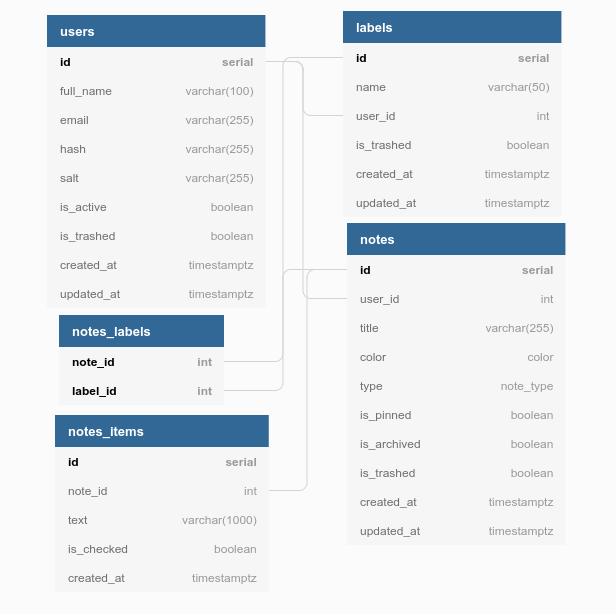 users
id serial
full_name varchar(100)
email varchar(255)
hash varchar(255)
salt varchar(255)
is_active boolean
is_trashed boolean
created_at timestamptz
updated_at timestamptz
labels
id serial
name varchar(50)
user_id int
is_trashed boolean
created_at timestamptz
updated_at timestamptz
notes_labels
note_id int
label_id int
notes
id serial
user_id int
title varchar(255)
color color
type note_type
is_pinned boolean
is_archived boolean
is_trashed boolean
created_at timestamptz
updated_at timestamptz
notes_items
id serial
note_id int
text varchar(1000)
is_checked boolean
created_at timestamptz